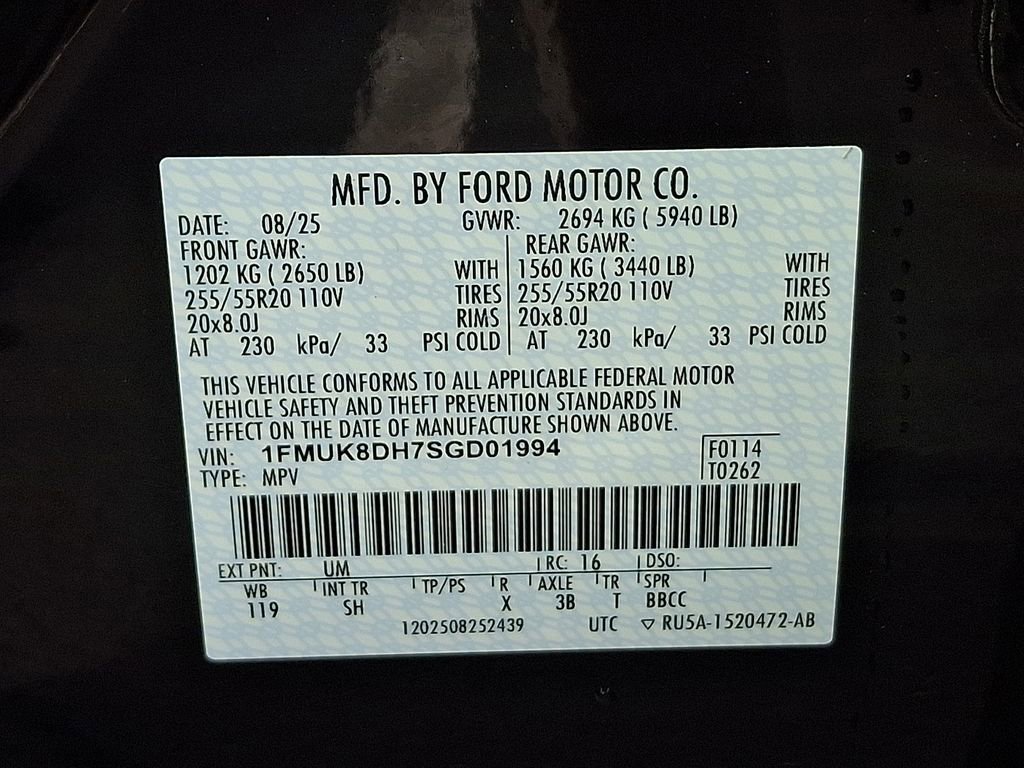 MFD. BY FORD MOTOR CO.
DATE: 08/25 GVWR: 2694 KG ( 5940 LB)
FRONT GAWR: REAR GAWR:
1202 KG ( 2650 LB) WITH 1560 KG ( 3440 LB) WITH
255/55R20 110V TIRES 255/55R20 110V TIRES
20x8.0J RIMS 20x8.0J RIMS
AT 230 kPa/ 33 PSI COLD AT 230 kPa/ 33 PSI COLD
THIS VEHICLE CONFORMS TO ALL APPLICABLE FEDERAL MOTOR
VEHICLE SAFETY AND THEFT PREVENTION STANDARDS IN
EFFECT ON THE DATE OF MANUFACTURE SHOWN ABOVE.
VIN: 1FMUK8DH7SGD01994 F0114
TYPE: MPV T0262
EXT PNT: UM RC: 16 DSO:
WB INT TR TP/PS R AXLE TR SPR
119 SH X 3B T BBCC
1202508252439 UTC ▽ RU5A-1520472-AB